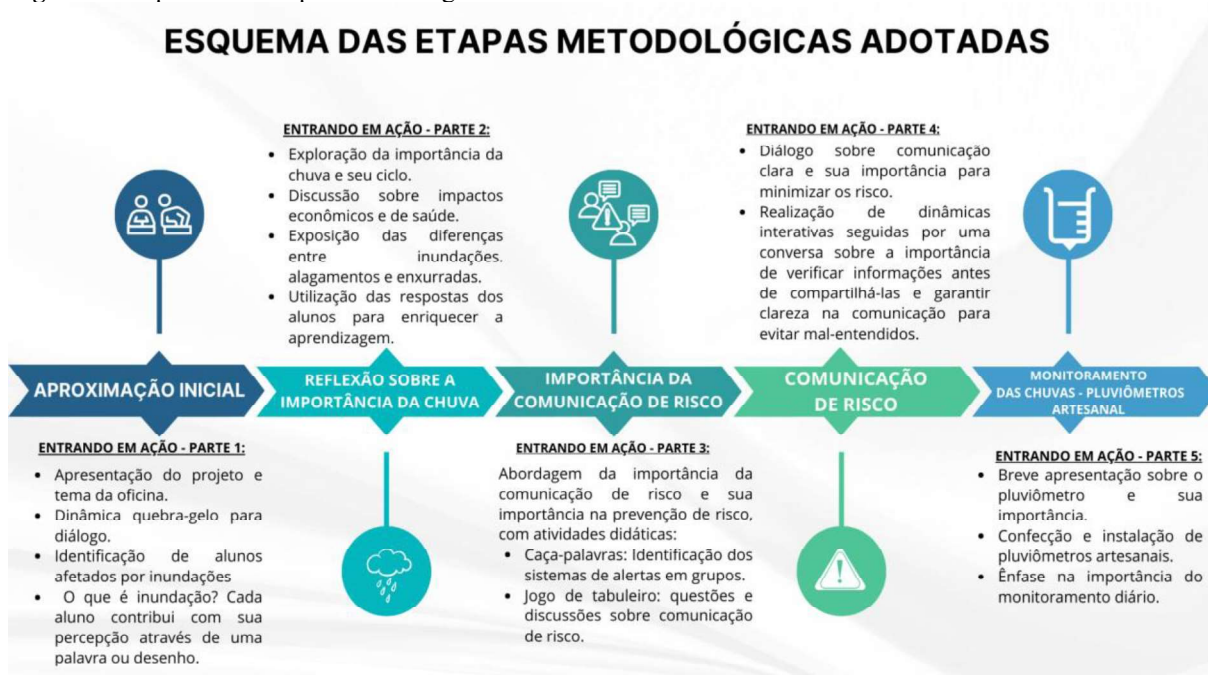 ESQUEMA DAS ETAPAS METODOLÓGICAS ADOTADAS
ENTRANDO EM AÇÃO - PARTE 2:
• Exploração da importância da
chuva e seu ciclo.
• Discussão sobre impactos
econômicos e de saúde.
• Exposição das diferenças
entre inundações,
alagamentos e enxurradas.
• Utilização das respostas dos
alunos para enriquecer a
aprendizagem.
ENTRANDO EM AÇÃO - PARTE 4:
• Diálogo sobre comunicação
clara e sua importância para
minimizar os risco.
• Realização de dinâmicas
interativas seguidas por uma
conversa sobre a importância
de verificar informações antes
de compartilhá-las e garantir
clareza na comunicação para
evitar mal-entendidos.
APROXIMAÇÃO INICIAL
REFLEXÃO SOBRE A
IMPORTÂNCIA DA CHUVA
IMPORTÂNCIA DA
COMUNICAÇÃO DE RISCO
COMUNICAÇÃO
DE RISCO
MONITORAMENTO
DAS CHUVAS - PLUVIÔMETROS
ARTESANAL
ENTRANDO EM AÇÃO - PARTE 1:
• Apresentação do projeto e
tema da oficina.
• Dinâmica quebra-gelo para
diálogo.
• Identificação de alunos
afetados por inundações
• O que é inundação? Cada
aluno contribui com sua
percepção através de uma
palavra ou desenho.
ENTRANDO EM AÇÃO - PARTE 3:
Abordagem da importância da
comunicação de risco e sua
importância na prevenção de risco,
com atividades didáticas:
• Caça-palavras: Identificação dos
sistemas de alertas em grupos.
• Jogo de tabuleiro: questões e
discussões sobre comunicação
de risco.
ENTRANDO EM AÇÃO - PARTE 5:
• Breve apresentação sobre o
pluviômetro e sua
importância.
• Confecção e instalação de
pluviômetros artesanais.
• Ênfase na importância do
monitoramento diário.